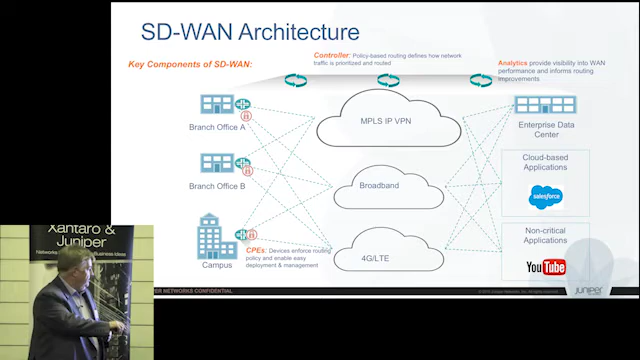 SD-WAN Architecture
Key Components of SD-WAN:
Controller: Policy-based routing defines how network
traffic is prioritized and routed
Analytics provide visibility into WAN
performance and informs routing
improvements
Branch Office A
MPLS IP VPN
Enterprise Data
Center
Branch Office B
Broadband
Cloud-based
Applications
salesforce
Campus
CPEs: Devices enforce routing
policy and enable easy
deployment & management
4G/LTE
Non-critical
Applications
YouTube
Xantaro &
Juniper
PER NETWORKS CONFIDENTIAL
JUNIPER